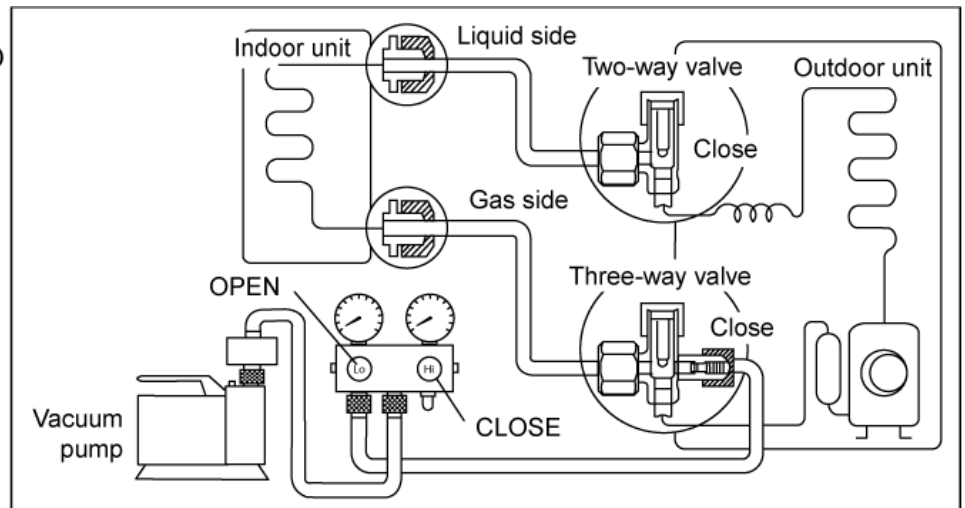 Liquid side
Indoor unit
Two-way valve
Outdoor unit
Close
Gas side
Three-way valve
OPEN
Close
Lo
Hi
CLOSE
Vacuum
pump